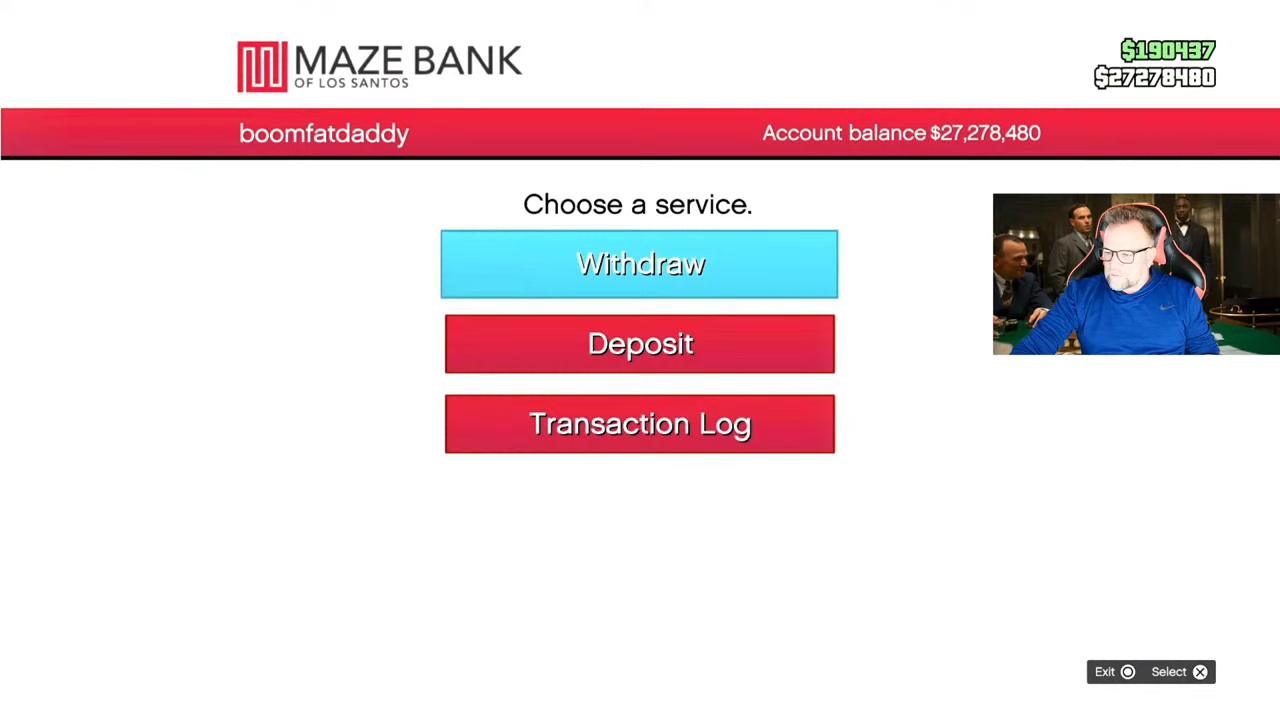 MAZE BANK
OF LOS SANTOS
$190437
$27278480
boomfatdaddy
Account balance $27,278,480
Choose a service.
Withdraw
Deposit
Transaction Log
Exit
Select